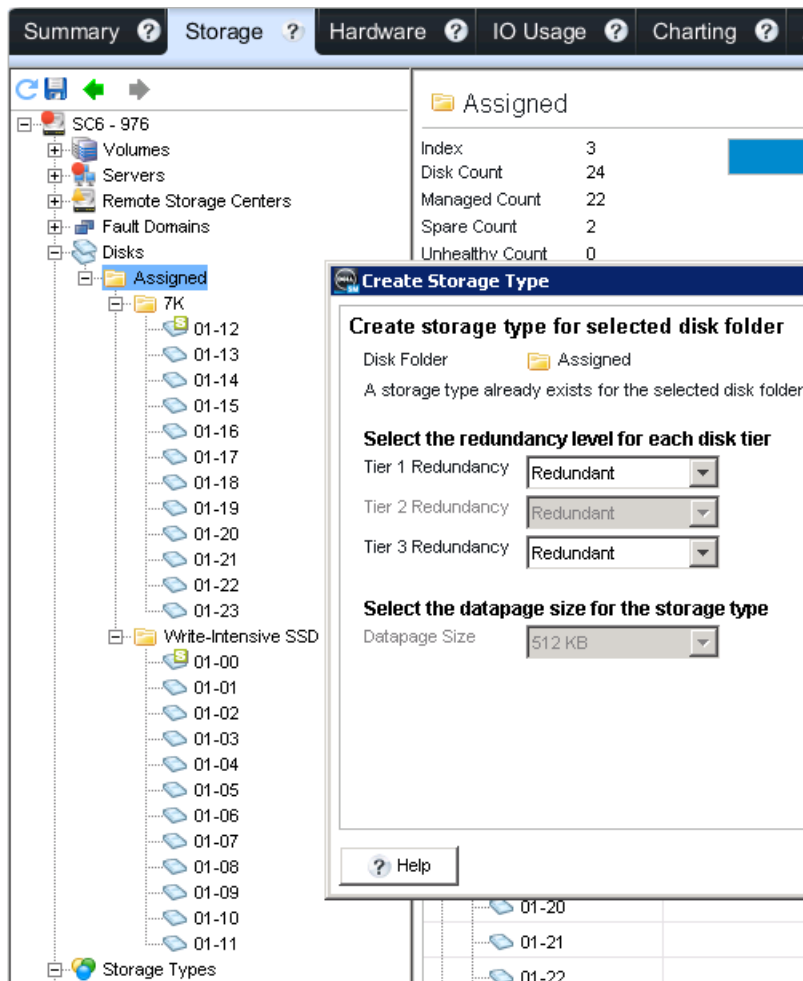 Summary ? Storage ? Hardware ? IO Usage ? Charting ?
SC6 - 976
Volumes
Servers
Remote Storage Centers
Fault Domains
Disks
Assigned
7K
01-12
01-13
01-14
01-15
01-16
01-17
01-18
01-19
01-20
01-21
01-22
01-23
Write-Intensive SSD
01-00
01-01
01-02
01-03
01-04
01-05
01-06
01-07
01-08
01-09
01-10
01-11
Storage Types
Assigned
Index 3
Disk Count 24
Managed Count 22
Spare Count 2
Unhealthy Count 0
Create Storage Type
Create storage type for selected disk folder
Disk Folder Assigned
A storage type already exists for the selected disk folder
Select the redundancy level for each disk tier
Tier 1 Redundancy Redundant
Tier 2 Redundancy Redundant
Tier 3 Redundancy Redundant
Select the datapage size for the storage type
Datapage Size 512 KB
? Help
01-20
01-21
01-22